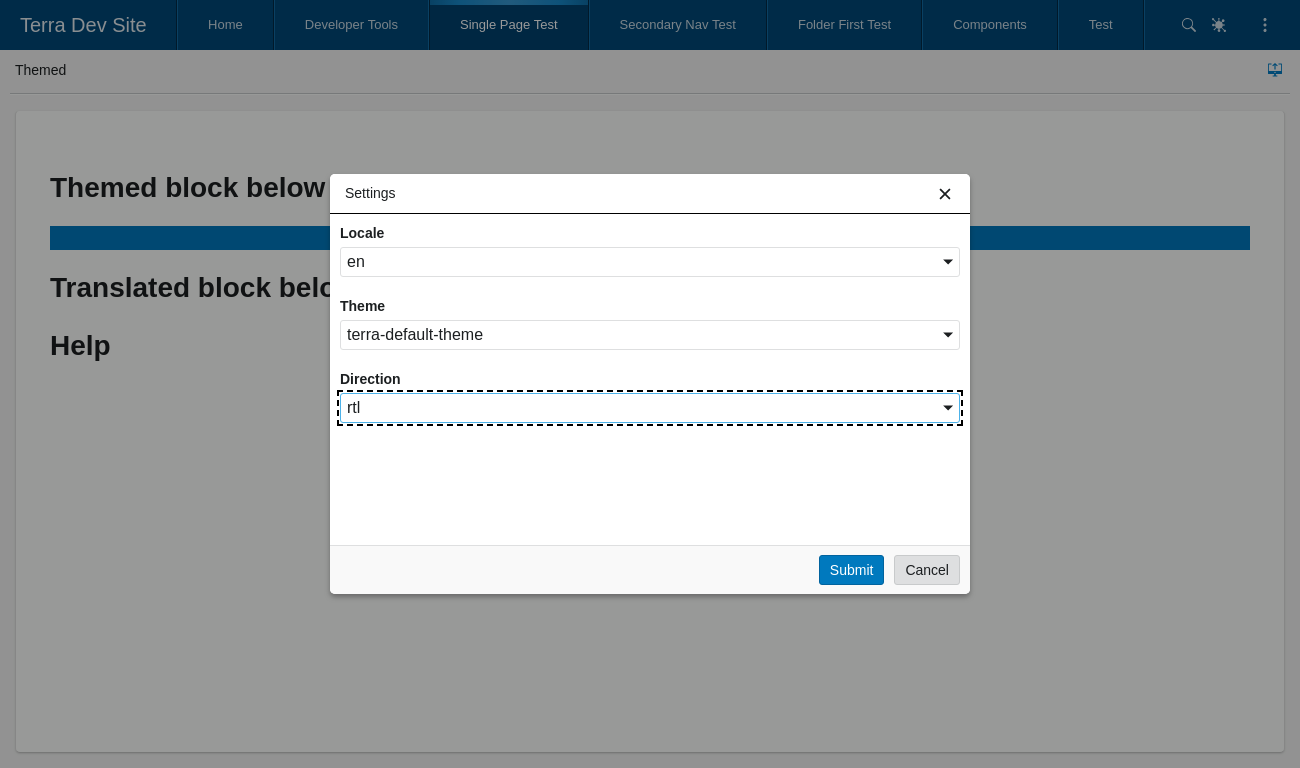 Terra Dev Site
Home
Developer Tools
Single Page Test
Secondary Nav Test
Folder First Test
Components
Test
Themed
Themed block below
Translated block belo
Help
Settings
Locale
en
Theme
terra-default-theme
Direction
rtl
Submit
Cancel